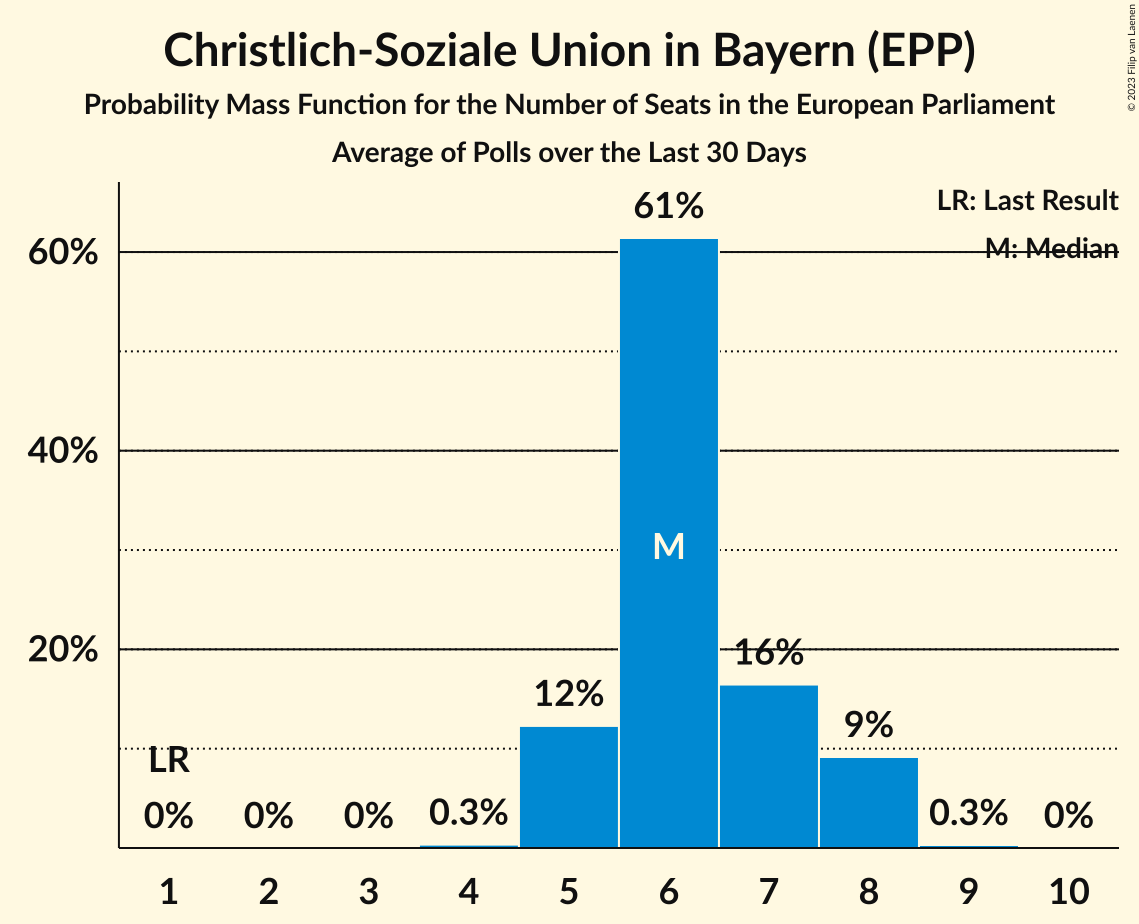 Christlich-Soziale Union in Bayern (EPP)
Probability Mass Function for the Number of Seats in the European Parliament
Average of Polls over the Last 30 Days
© 2023 Filip van Laenen
LR: Last Result
M: Median
60%
40%
20%
61%
M
16%
12%
9%
LR
0%
0%
0%
0.3%
0.3%
0%
1 2 3 4 5 6 7 8 9 10